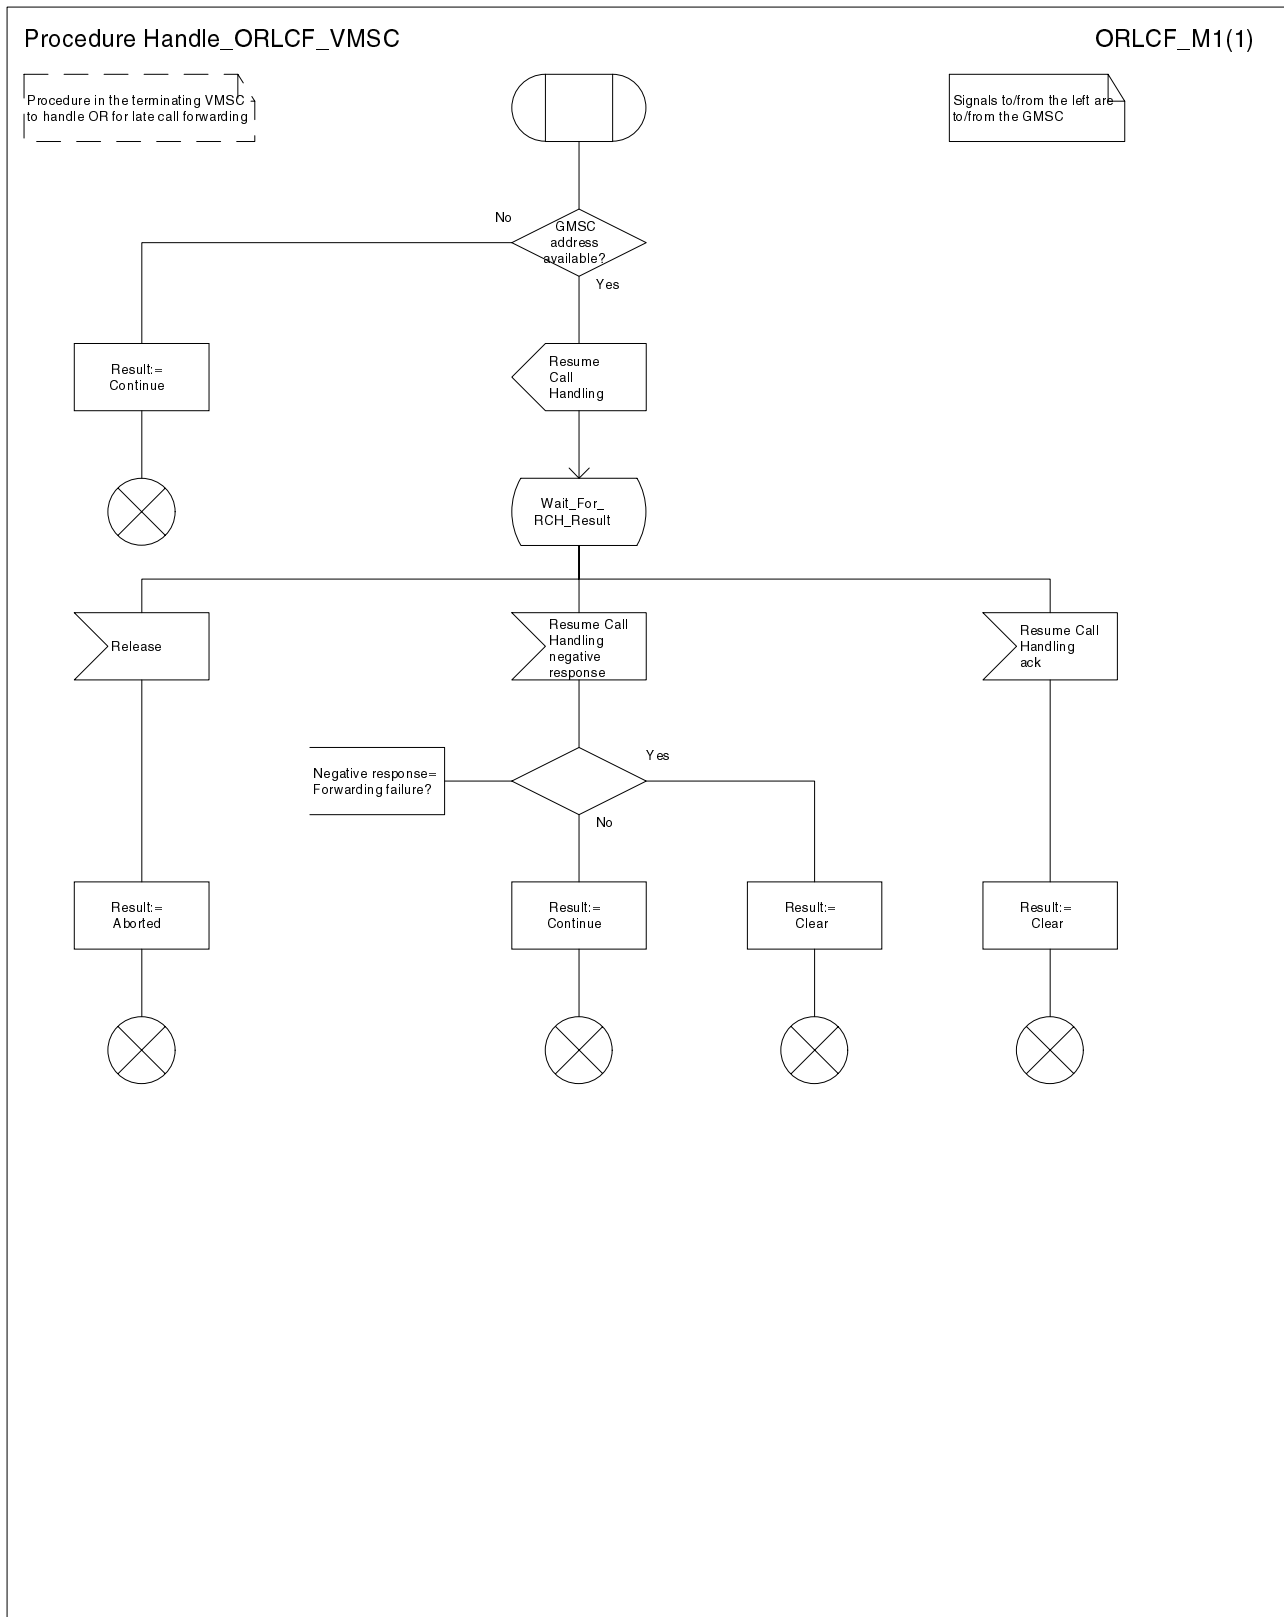 Procedure Handle_ORLCF_VMSC
ORLCF_M1(1)
Procedure in the terminating VMSC
to handle OR for late call forwarding
Signals to/from the left are
to/from the GMSC
No
GMSC
address
available?
Yes
Result:=
Continue
Resume
Call
Handling
Wait_For_
RCH_Result
Release
Resume Call
Handling
negative
response
Resume Call
Handling
ack
Negative response=
Forwarding failure?
Yes
No
Result:=
Aborted
Result:=
Continue
Result:=
Clear
Result:=
Clear